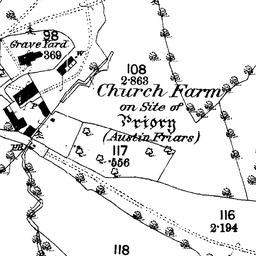 98
Grave Yard
369
W
108
2·863
Church Farm
on Site of
Priory
(Austin Friars)
117
·556
P.H.
116
2·194
118